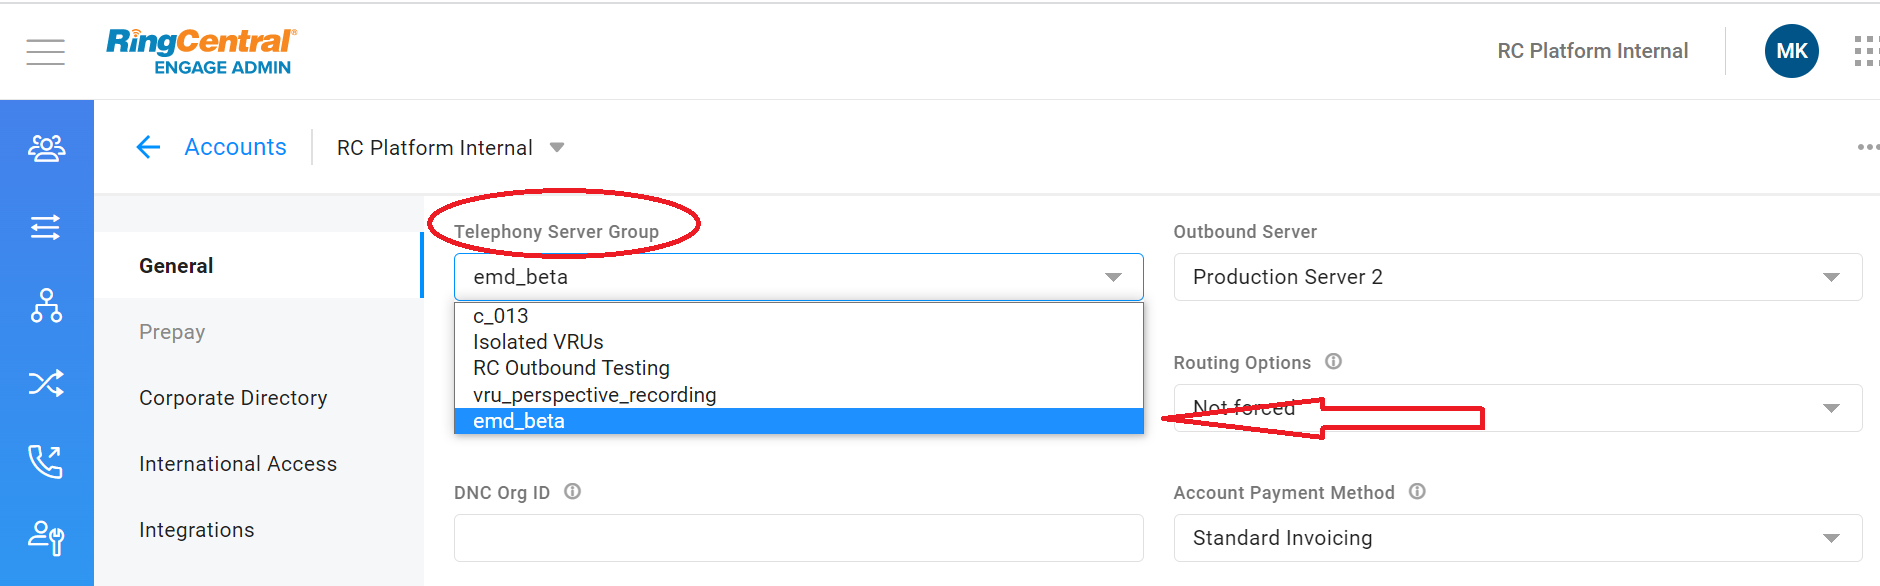 RingCentral®
ENGAGE ADMIN
RC Platform Internal
MK
Accounts
RC Platform Internal
General
Prepay
Corporate Directory
International Access
Integrations
Telephony Server Group
emd_beta
c_013
Isolated VRUs
RC Outbound Testing
vru_perspective_recording
emd_beta
DNC Org ID
Outbound Server
Production Server 2
Routing Options
Not forced
Account Payment Method
Standard Invoicing